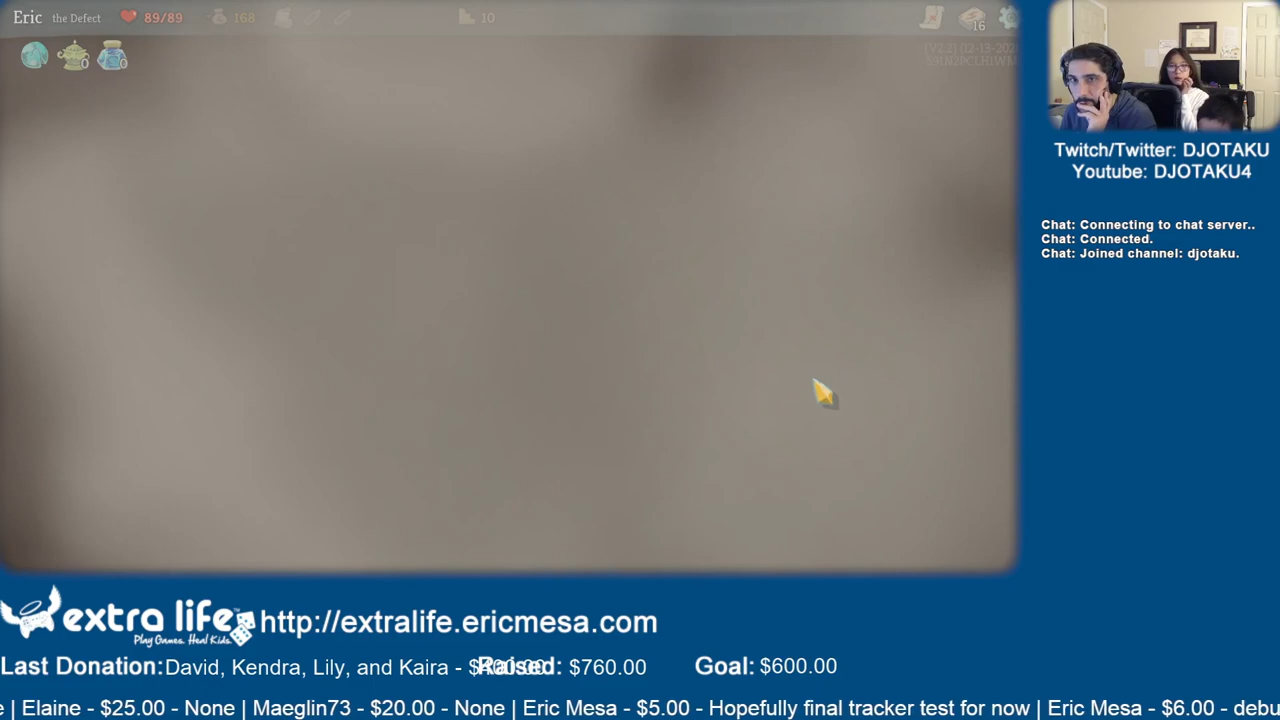 Eric the Defect 89/89 168 10 16
Twitch/Twitter: DJOTAKU
Youtube: DJOTAKU4
Chat: Connecting to chat server..
Chat: Connected.
Chat: Joined channel: djotaku.
extra life
Play Games. Heal Kids.
http://extralife.ericmesa.com
Last Donation: David, Kendra, Lily, and Kaira - Raised: $760.00 Goal: $600.00
e | Elaine - $25.00 - None | Maeglin73 - $20.00 - None | Eric Mesa - $5.00 - Hopefully final tracker test for now | Eric Mesa - $6.00 - debu